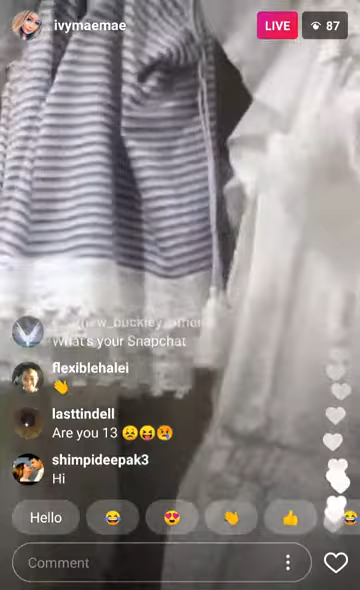 ivymaemae
LIVE
87
What's your Snapchat
flexiblehalei
👏
lasttindell
Are you 13 😣😝😢
shimpideepak3
Hi
Hello 😂 😍 👏 👍 😂
Comment